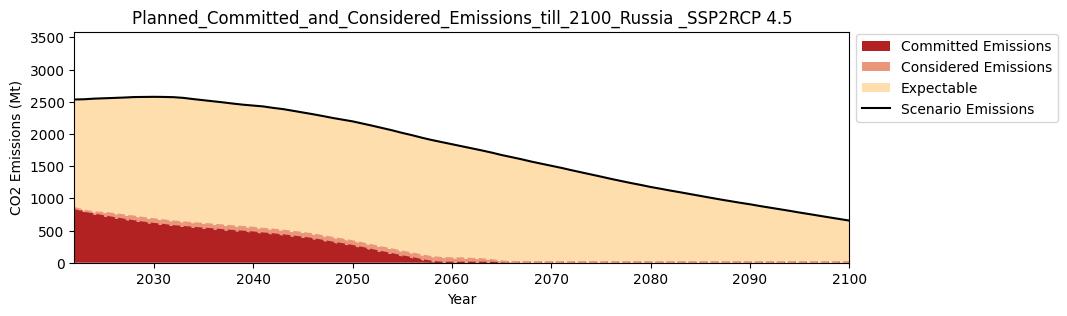 Planned_Committed_and_Considered_Emissions_till_2100_Russia _SSP2RCP 4.5
3500
3000
2500
2000
1500
1000
500
0
CO2 Emissions (Mt)
2030 2040 2050 2060 2070 2080 2090 2100
Year
Committed Emissions
Considered Emissions
Expectable
Scenario Emissions